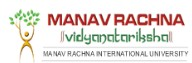 MANAV RACHNA
vidyanatariksha
MANAV RACHNA INTERNATIONAL UNIVERSITY